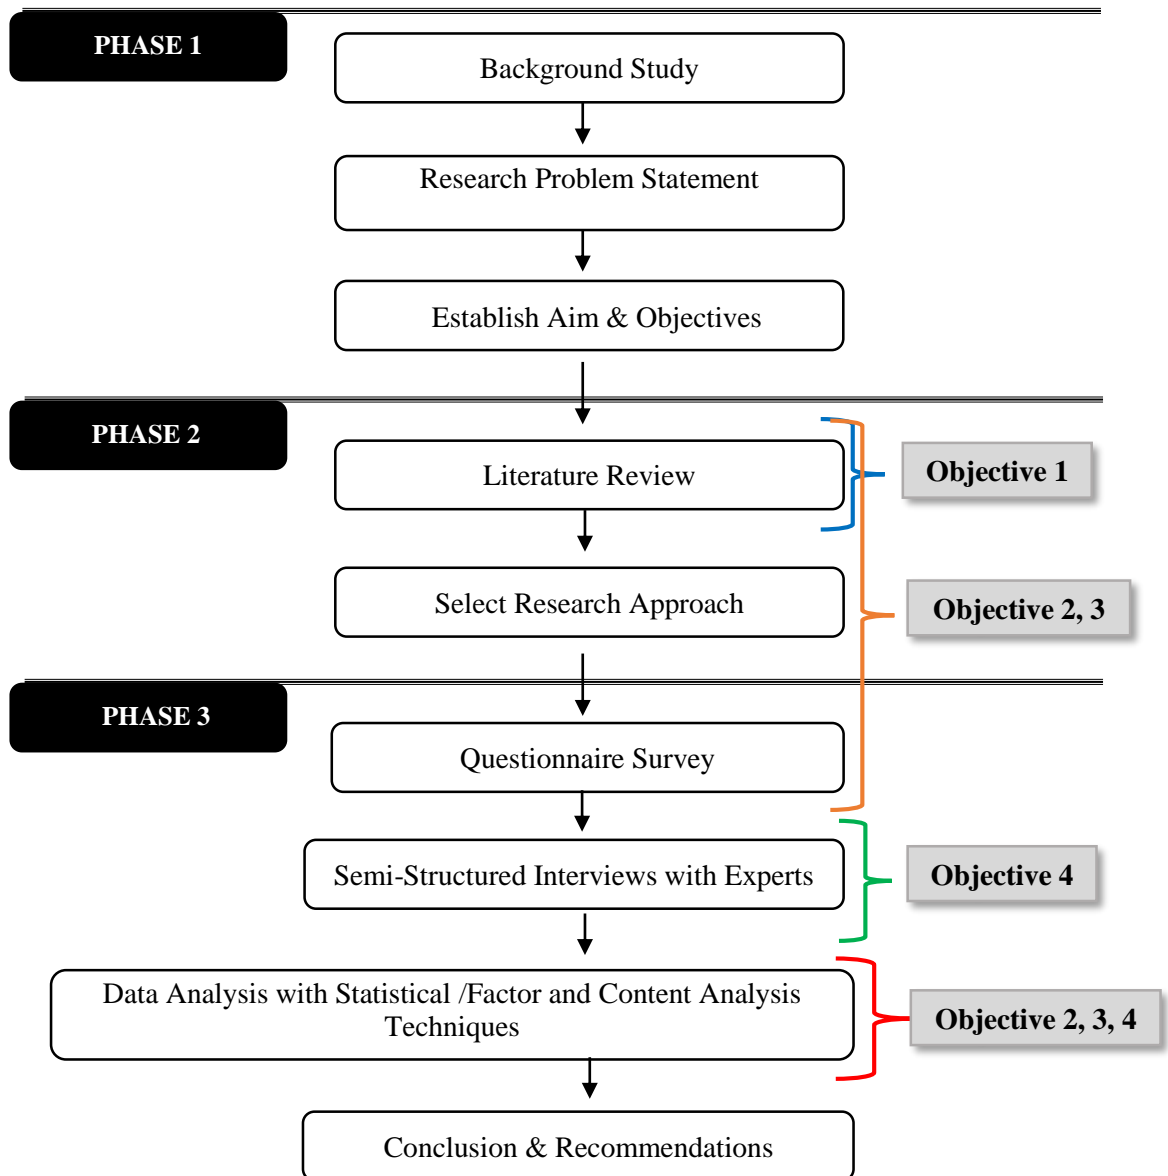 PHASE 1
Background Study
Research Problem Statement
Establish Aim & Objectives
PHASE 2
Literature Review
Objective 1
Select Research Approach
Objective 2, 3
PHASE 3
Questionnaire Survey
Semi-Structured Interviews with Experts
Objective 4
Data Analysis with Statistical /Factor and Content Analysis
Techniques
Objective 2, 3, 4
Conclusion & Recommendations